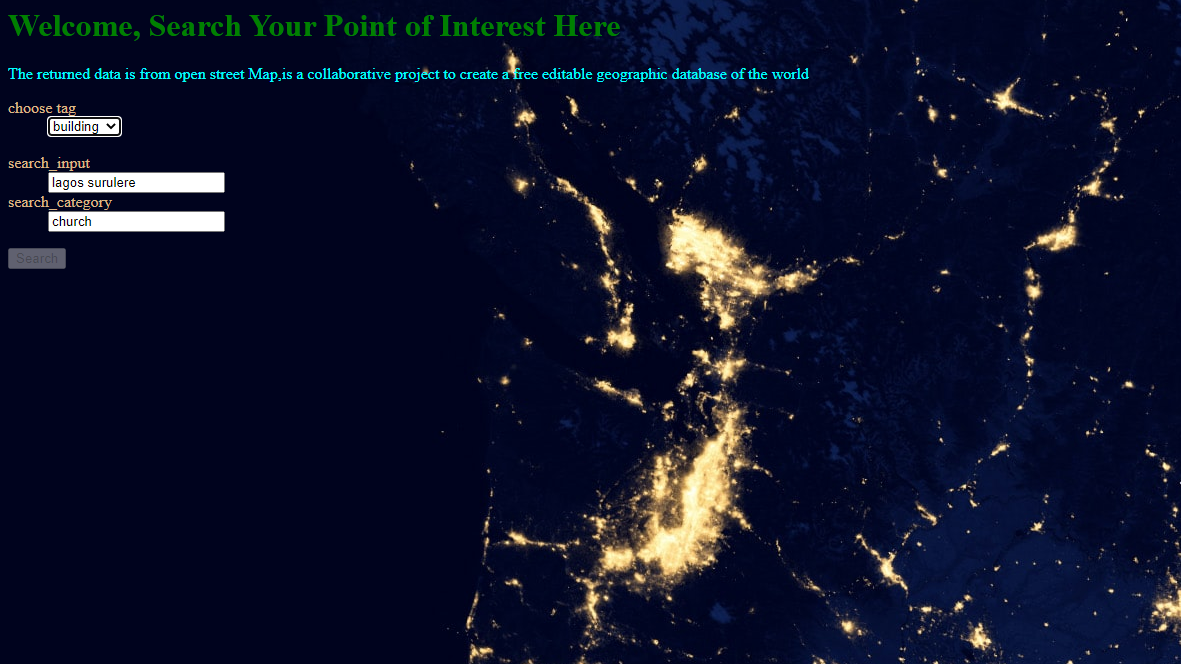 Welcome, Search Your Point of Interest Here
The returned data is from open street Map,is a collaborative project to create a free editable geographic database of the world
choose tag
building
search_input
lagos surulere
search_category
church
Search